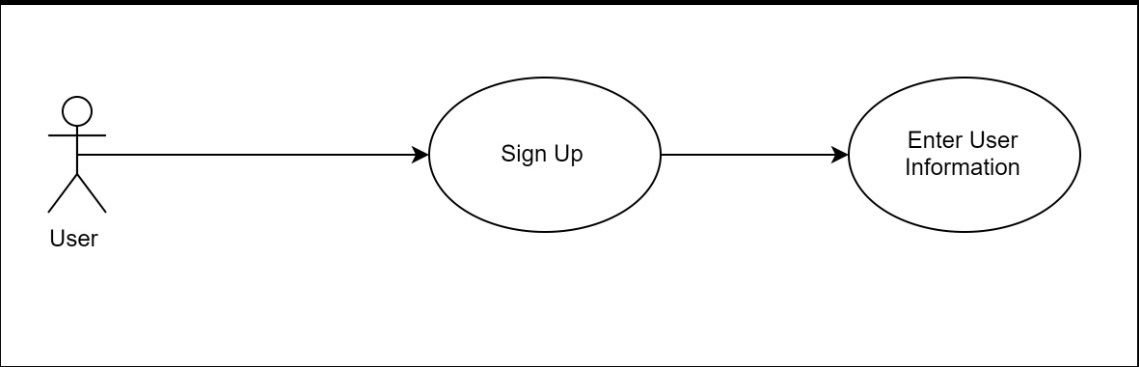 Sign Up
Enter User
Information
User